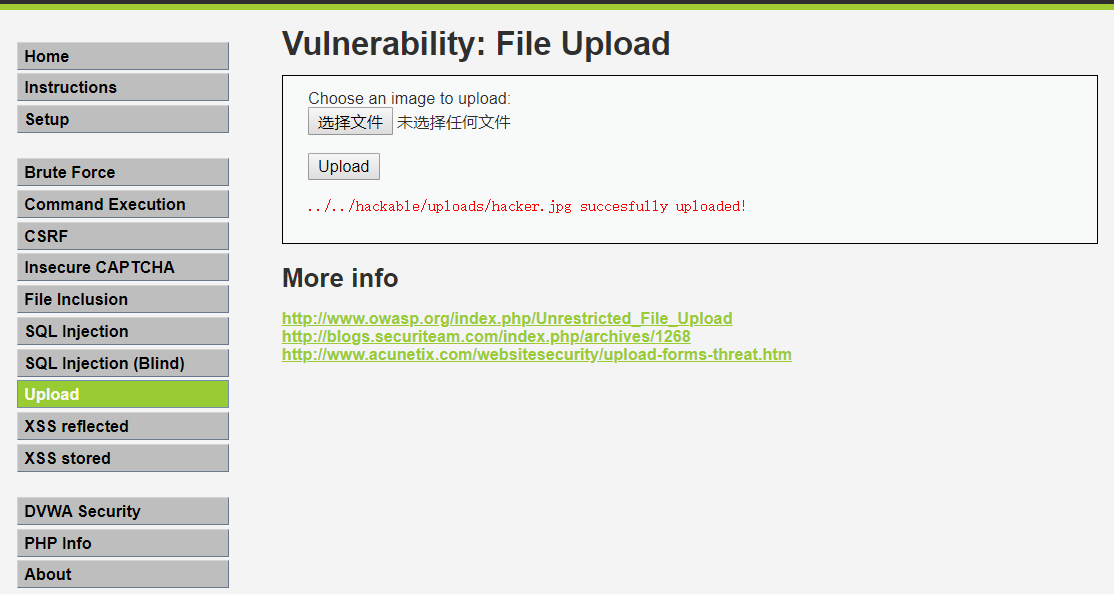 Home
Instructions
Setup
Brute Force
Command Execution
CSRF
Insecure CAPTCHA
File Inclusion
SQL Injection
SQL Injection (Blind)
Upload
XSS reflected
XSS stored
DVWA Security
PHP Info
About
Vulnerability: File Upload
Choose an image to upload:
选择文件 未选择任何文件
Upload
../../hackable/uploads/hacker.jpg succesfully uploaded!
More info
http://www.owasp.org/index.php/Unrestricted_File_Upload
http://blogs.securiteam.com/index.php/archives/1268
http://www.acunetix.com/websitesecurity/upload-forms-threat.htm